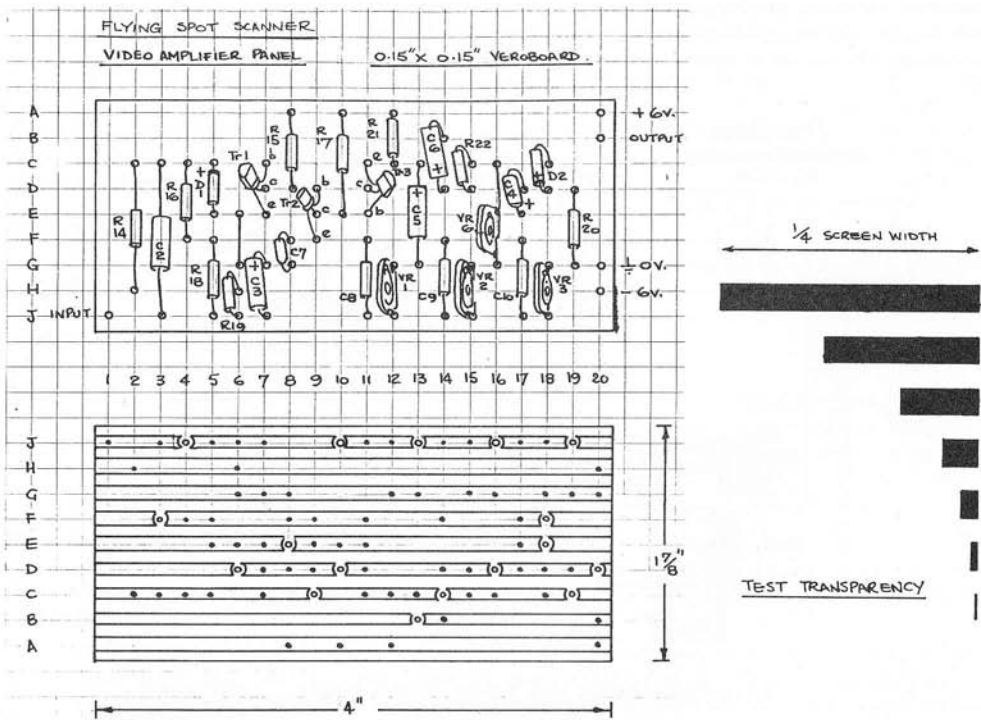 FLYING SPOT SCANNER
VIDEO AMPLIFIER PANEL
0.15" X 0.15" VEROBOARD.
A
B
C
D
E
F
G
H
J
INPUT
+ 6V.
OUTPUT
0V.
- 6V.
R14
C2
R16
D1
R18
R19
C3
Tr1
b
c
e
R15
Tr2
b
c
e
C7
R17
R21
e
c
b
Tr3
C8
VR1
C5
C6
R22
C9
VR2
VR6
C4
C10
D2
VR3
R20
1 2 3 4 5 6 7 8 9 10 11 12 13 14 15 16 17 18 19 20
J
H
G
F
E
D
C
B
A
1 7/8"
4"
1/4 SCREEN WIDTH
TEST TRANSPARENCY